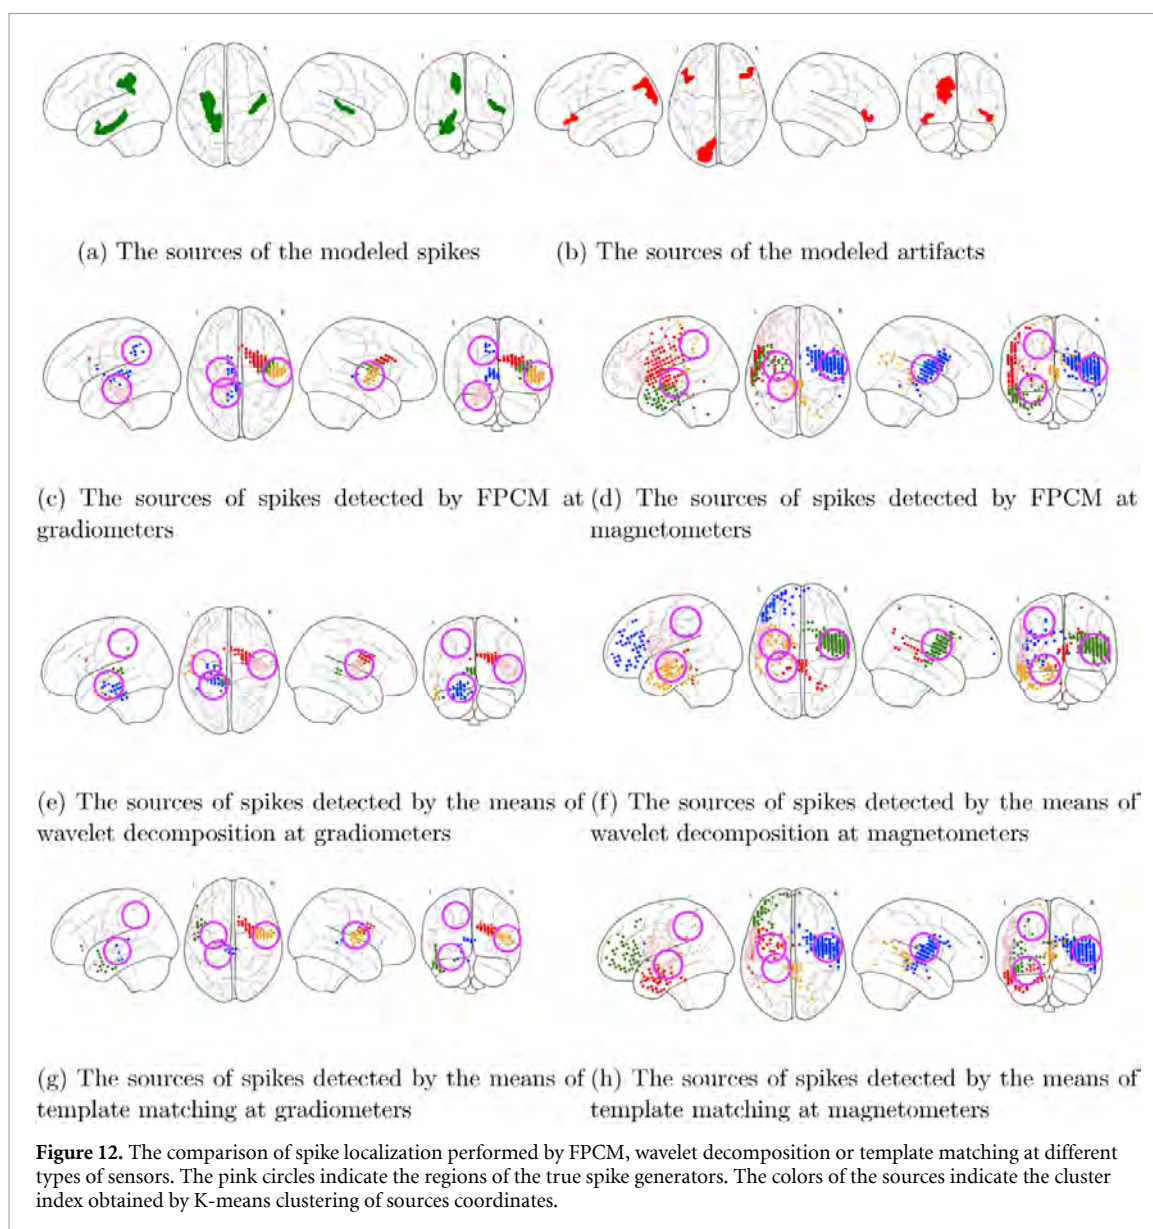 L R L R
(a) The sources of the modeled spikes
(b) The sources of the modeled artifacts
L R L R
(c) The sources of spikes detected by FPCM at
gradiometers
(d) The sources of spikes detected by FPCM at
magnetometers
L R L R
(e) The sources of spikes detected by the means of
wavelet decomposition at gradiometers
(f) The sources of spikes detected by the means of
wavelet decomposition at magnetometers
L R L R
(g) The sources of spikes detected by the means of
template matching at gradiometers
(h) The sources of spikes detected by the means of
template matching at magnetometers
Figure 12. The comparison of spike localization performed by FPCM, wavelet decomposition or template matching at different
types of sensors. The pink circles indicate the regions of the true spike generators. The colors of the sources indicate the cluster
index obtained by K-means clustering of sources coordinates.